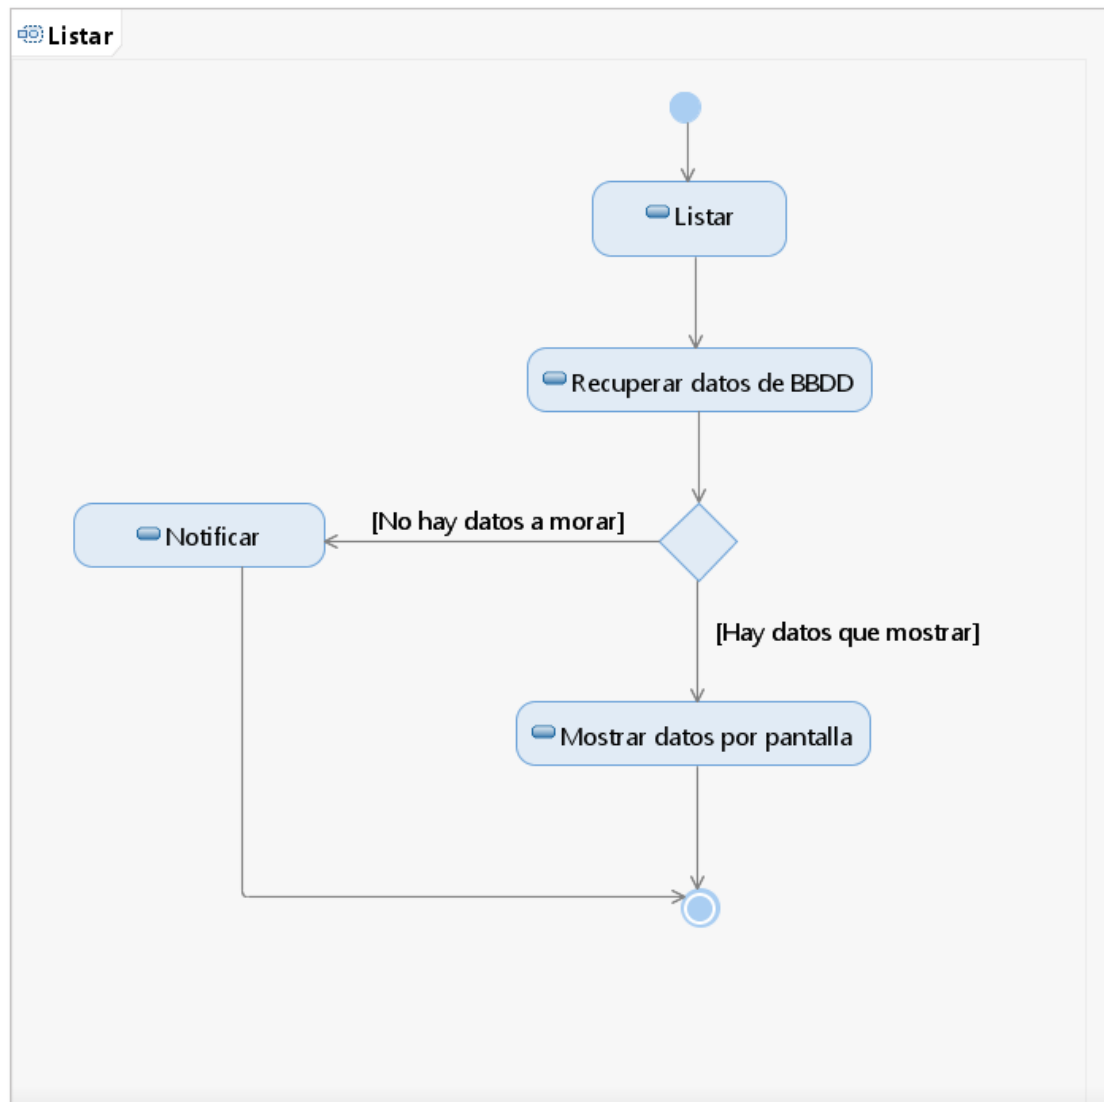 Listar
Listar
Recuperar datos de BBDD
[No hay datos a morar]
Notificar
[Hay datos que mostrar]
Mostrar datos por pantalla